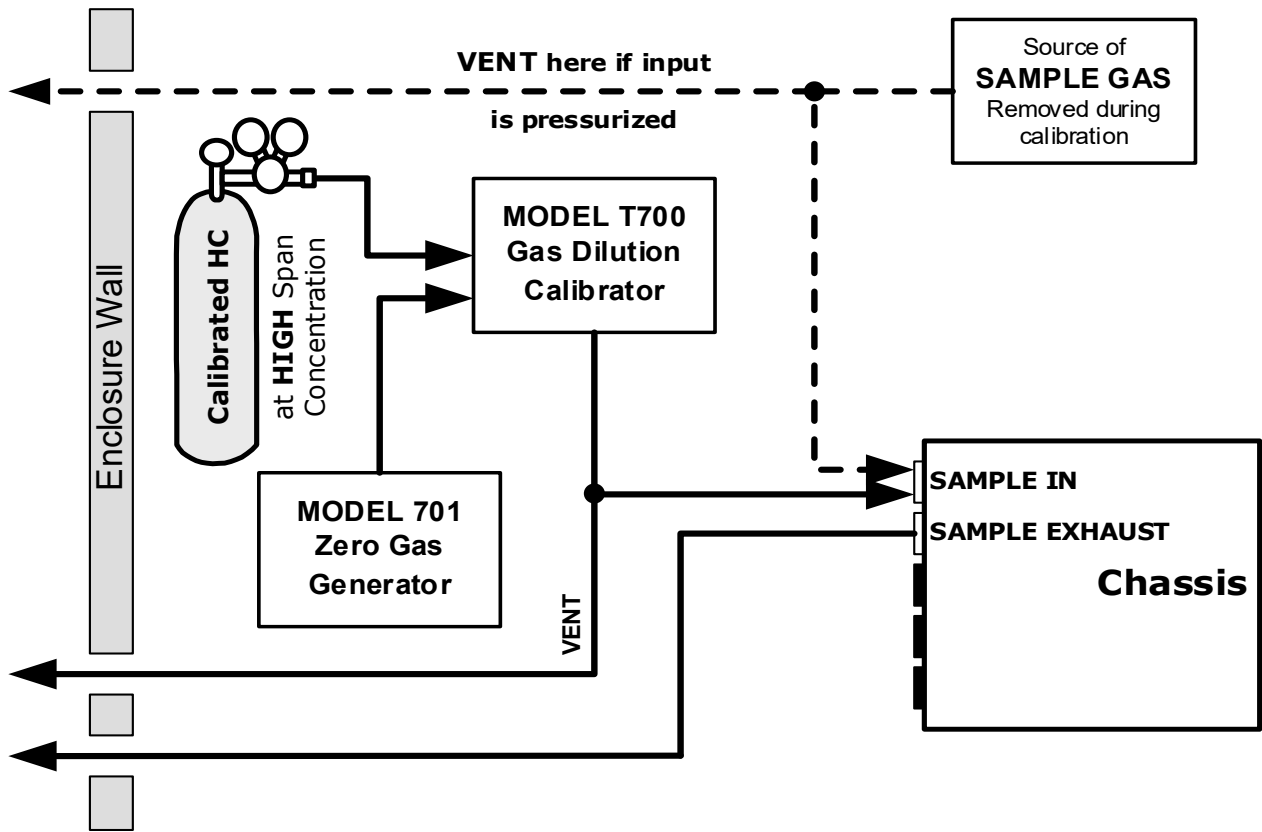 VENT here if input
is pressurized
Source of
SAMPLE GAS
Removed during
calibration
Enclosure Wall
Calibrated HC
at HIGH Span
Concentration
MODEL T700
Gas Dilution
Calibrator
MODEL 701
Zero Gas
Generator
VENT
SAMPLE IN
SAMPLE EXHAUST
Chassis